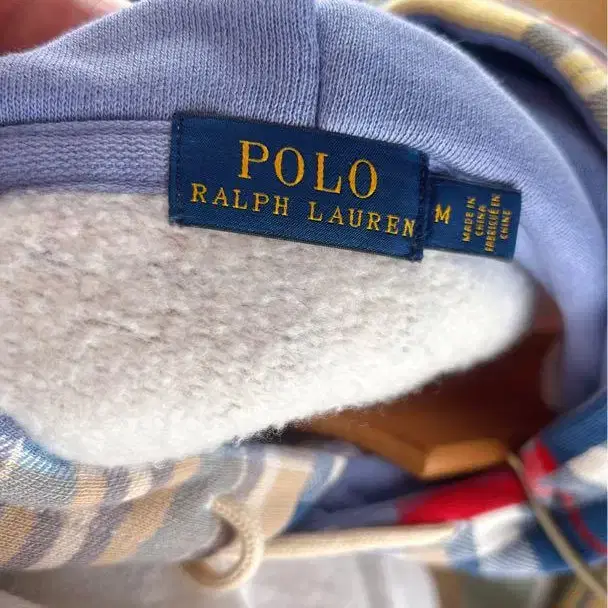 POLO
RALPH LAUREN
M
MADE IN
CHINA
FABRIQUÉ EN
CHINE